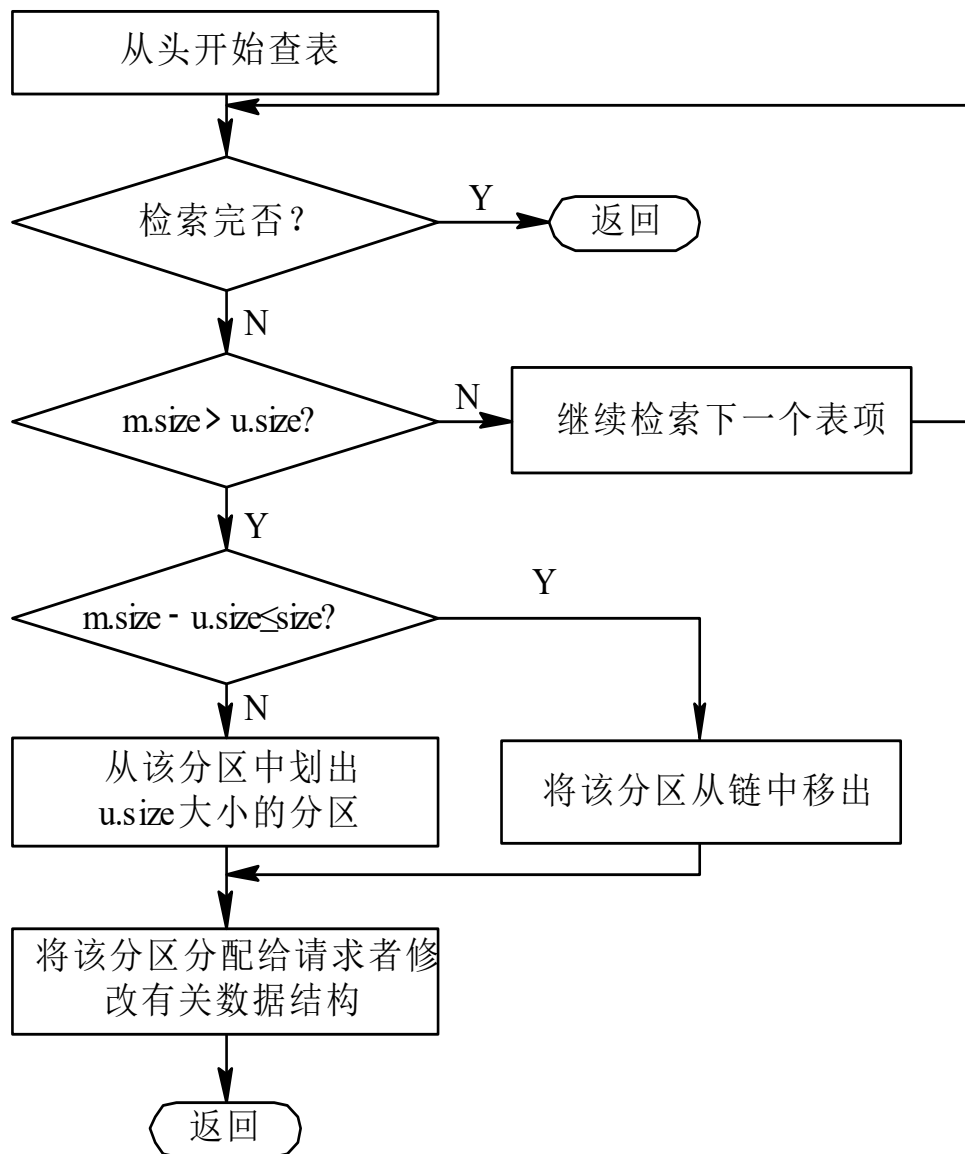 从头开始查表
检索完否?
Y
返回
N
m.size> u.size?
N
继续检索下一个表项
Y
m.size - u.size≤size?
Y
N
从该分区中划出
u.size大小的分区
将该分区从链中移出
将该分区分配给请求者修
改有关数据结构
返回